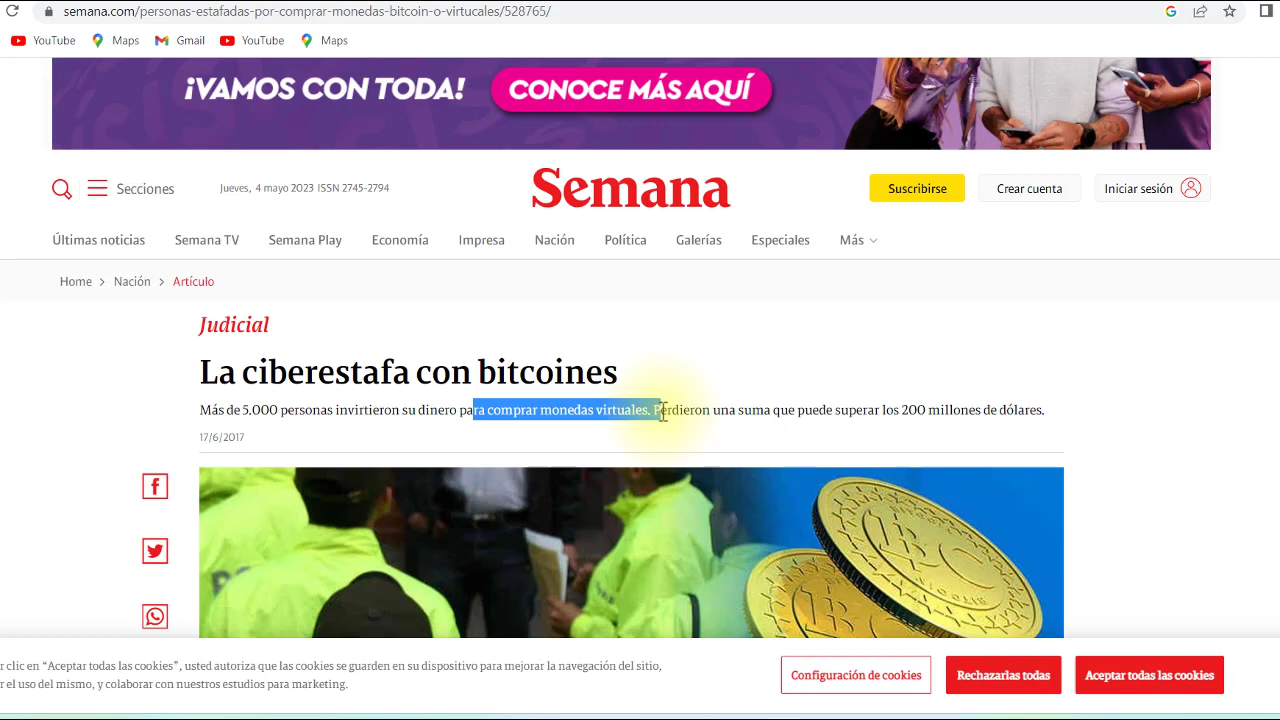 semana.com/personas-estafadas-por-comprar-monedas-bitcoin-o-virtucales/528765/
YouTube Maps Gmail YouTube Maps
¡VAMOS CON TODA! CONOCE MÁS AQUÍ
Secciones Jueves, 4 mayo 2023 ISSN 2745-2794 Semana Suscribirse Crear cuenta Iniciar sesión
Últimas noticias Semana TV Semana Play Economía Impresa Nación Política Galerías Especiales Más
Home > Nación > Artículo
Judicial
La ciberestafa con bitcoines
Más de 5.000 personas invirtieron su dinero para comprar monedas virtuales. Perdieron una suma que puede superar los 200 millones de dólares.
17/6/2017
r clic en “Aceptar todas las cookies”, usted autoriza que las cookies se guarden en su dispositivo para mejorar la navegación del sitio,
r el uso del mismo, y colaborar con nuestros estudios para marketing.
Configuración de cookies Rechazarlas todas Aceptar todas las cookies